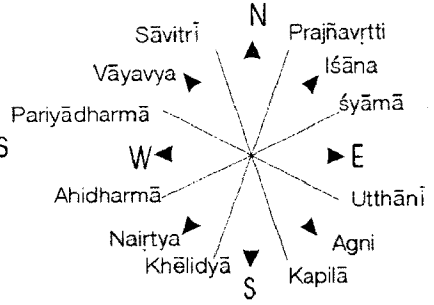 N
Sāvitrī
Prajñavṛtti
Vāyavya
Iśāna
Pariyādharmā
śyāmā
S
W
E
Ahidharmā
Utthānī
Nairtya
Agni
Khēlidyā
Kapilā
S